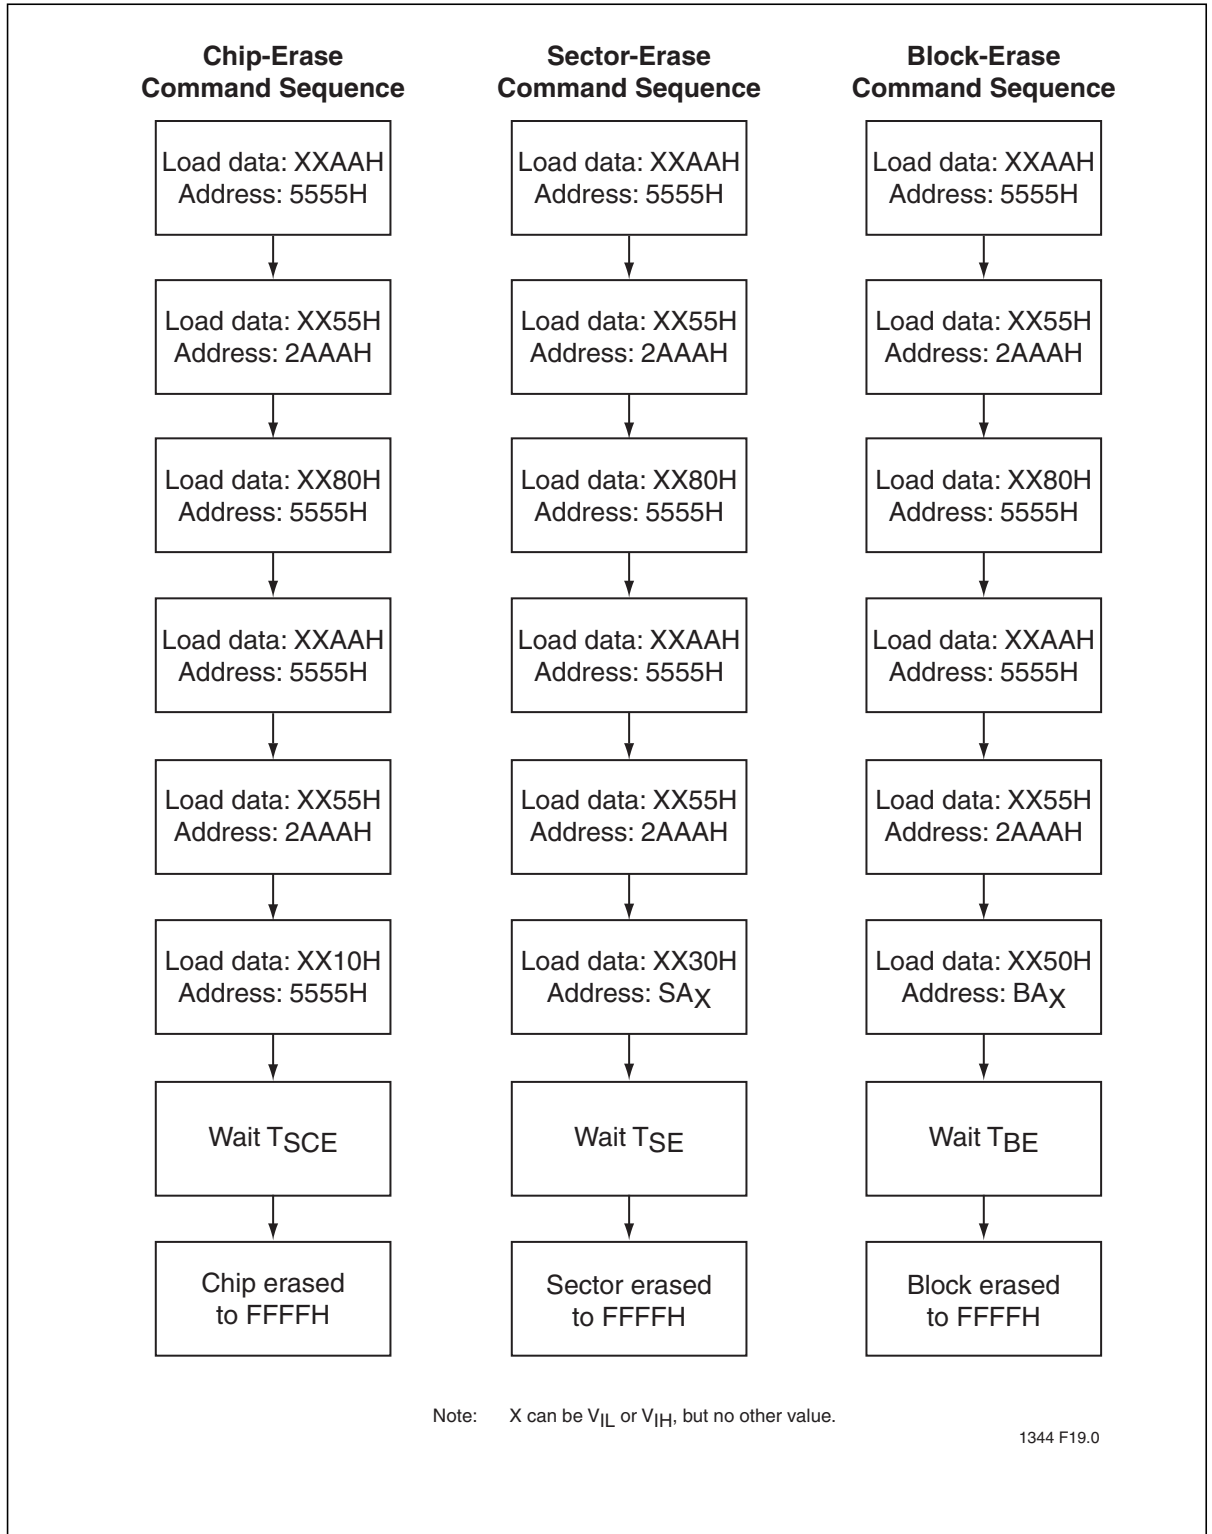 Chip-Erase
Command Sequence
Load data: XXAAH
Address: 5555H
Load data: XX55H
Address: 2AAAH
Load data: XX80H
Address: 5555H
Load data: XXAAH
Address: 5555H
Load data: XX55H
Address: 2AAAH
Load data: XX10H
Address: 5555H
Wait TSCE
Chip erased
to FFFFH
Sector-Erase
Command Sequence
Load data: XXAAH
Address: 5555H
Load data: XX55H
Address: 2AAAH
Load data: XX80H
Address: 5555H
Load data: XXAAH
Address: 5555H
Load data: XX55H
Address: 2AAAH
Load data: XX30H
Address: SAX
Wait TSE
Sector erased
to FFFFH
Block-Erase
Command Sequence
Load data: XXAAH
Address: 5555H
Load data: XX55H
Address: 2AAAH
Load data: XX80H
Address: 5555H
Load data: XXAAH
Address: 5555H
Load data: XX55H
Address: 2AAAH
Load data: XX50H
Address: BAX
Wait TBE
Block erased
to FFFFH
Note: X can be VIL or VIH, but no other value.
1344 F19.0